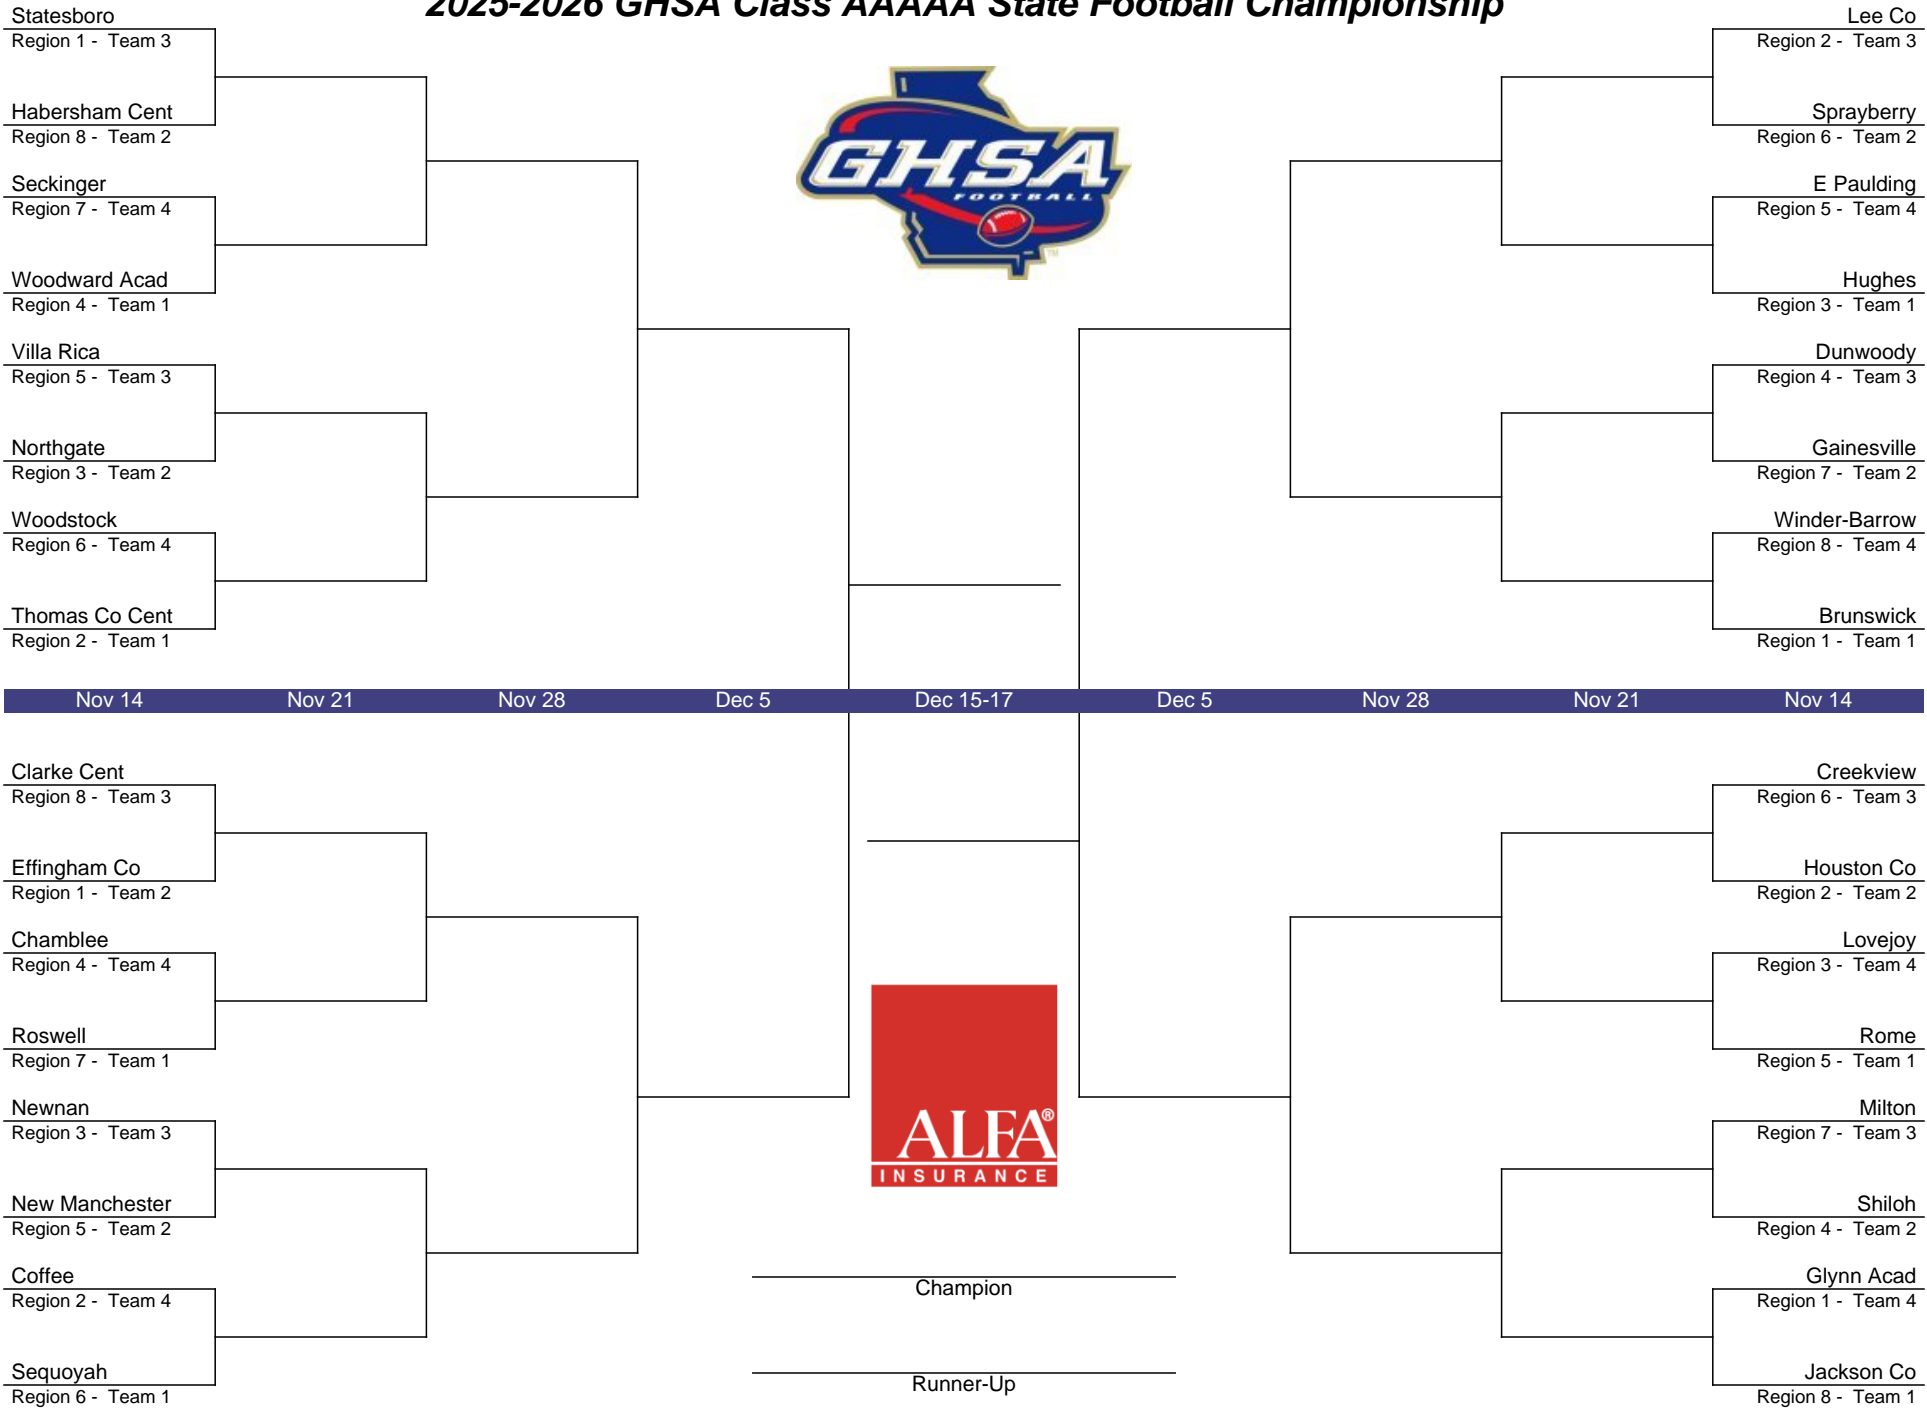 2025-2026 GHSA Class AAAAA State Football Championship
Statesboro
Region 1 - Team 3
Habersham Cent
Region 8 - Team 2
Seckinger
Region 7 - Team 4
Woodward Acad
Region 4 - Team 1
Villa Rica
Region 5 - Team 3
Northgate
Region 3 - Team 2
Woodstock
Region 6 - Team 4
Thomas Co Cent
Region 2 - Team 1
GHSA
FOOTBALL
TM
Lee Co
Region 2 - Team 3
Sprayberry
Region 6 - Team 2
E Paulding
Region 5 - Team 4
Hughes
Region 3 - Team 1
Dunwoody
Region 4 - Team 3
Gainesville
Region 7 - Team 2
Winder-Barrow
Region 8 - Team 4
Brunswick
Region 1 - Team 1
Nov 14 Nov 21 Nov 28 Dec 5 Dec 15-17 Dec 5 Nov 28 Nov 21 Nov 14
Clarke Cent
Region 8 - Team 3
Effingham Co
Region 1 - Team 2
Chamblee
Region 4 - Team 4
Roswell
Region 7 - Team 1
Newnan
Region 3 - Team 3
New Manchester
Region 5 - Team 2
Coffee
Region 2 - Team 4
Sequoyah
Region 6 - Team 1
ALFA®
INSURANCE
Champion
Runner-Up
Creekview
Region 6 - Team 3
Houston Co
Region 2 - Team 2
Lovejoy
Region 3 - Team 4
Rome
Region 5 - Team 1
Milton
Region 7 - Team 3
Shiloh
Region 4 - Team 2
Glynn Acad
Region 1 - Team 4
Jackson Co
Region 8 - Team 1